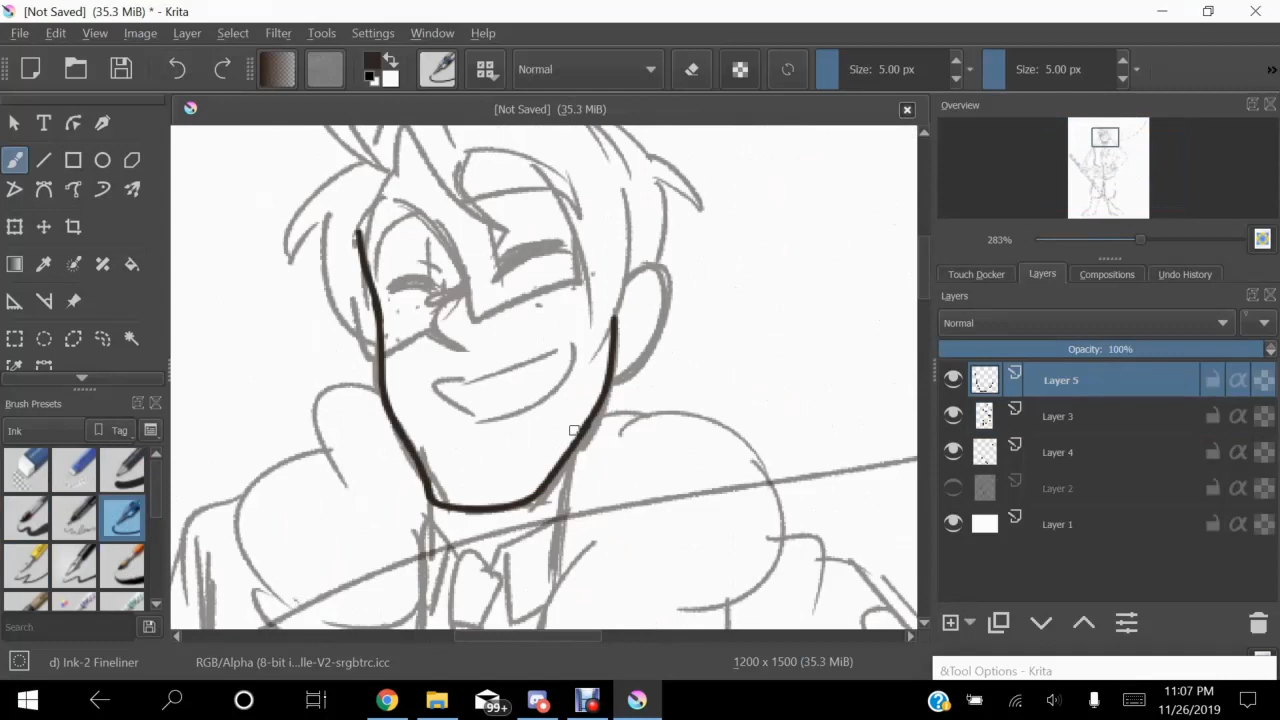 [Not Saved]  (35.3 MiB) * - Krita
File Edit View Image Layer Select Filter Tools Settings Window Help
Normal
Size: 5.00 px
Size: 5.00 px
»
[Not Saved]  (35.3 MiB)
Overview
283%
Touch Docker
Layers
Compositions
Undo History
Layers
Normal
Opacity: 100%
Layer 5
Layer 3
Layer 4
Layer 2
Layer 1
Brush Presets
Ink
Tag
Search
d) Ink-2 Fineliner
RGB/Alpha (8-bit i...lle-V2-srgbtrc.icc
1200 x 1500 (35.3 MiB)
&Tool Options - Krita
99+
11:07 PM
11/26/2019